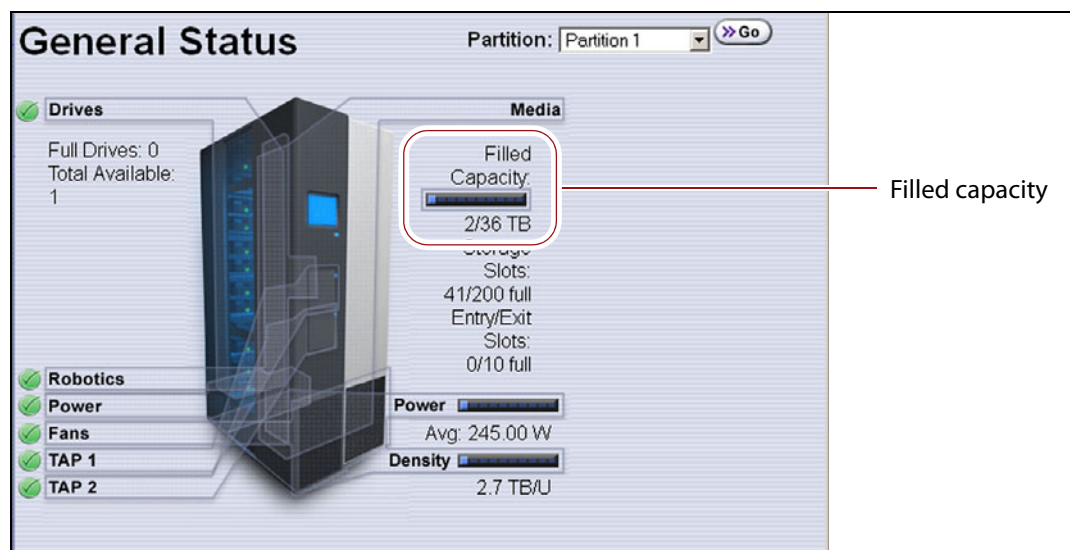 General Status
Partition: Partition 1
Go
Drives
Full Drives: 0
Total Available:
1
Media
Filled
Capacity:
2/36 TB
Storage
Slots:
41/200 full
Entry/Exit
Slots:
0/10 full
Filled capacity
Robotics
Power
Fans
TAP 1
TAP 2
Power
Avg: 245.00 W
Density
2.7 TB/U